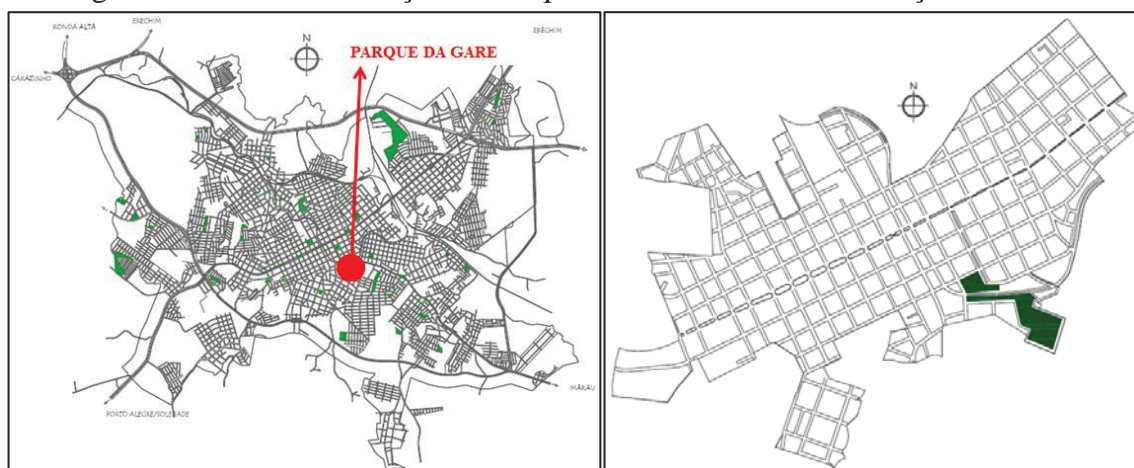 RONDA ALTA
ERECHIM
ERECHIM
N
N
PARQUE DA GARE
CARAZINHO
MARAU
PORTO ALEGRE/SOLEDADE